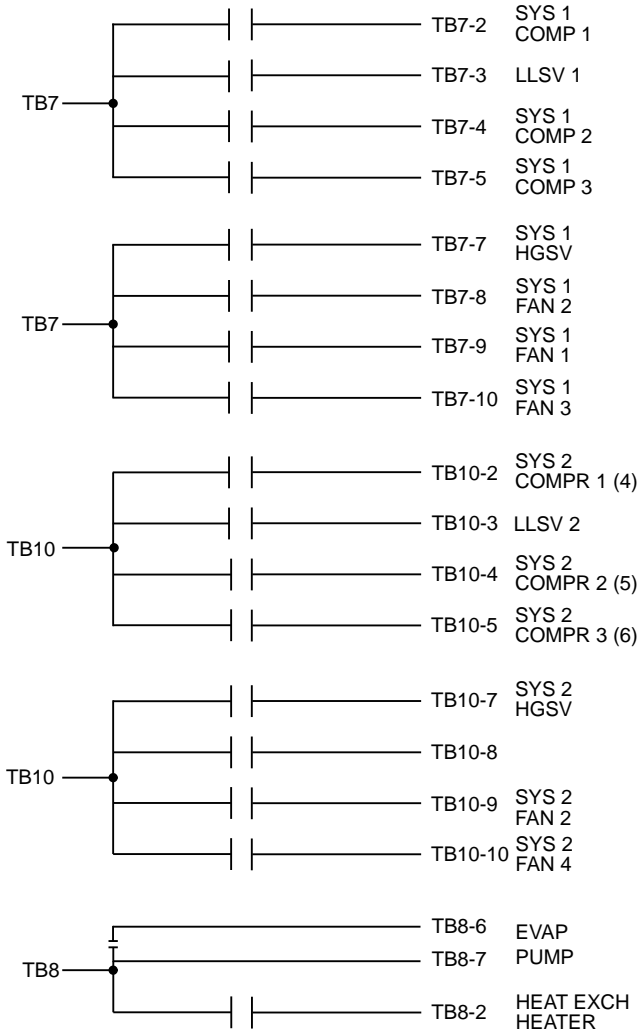 TB7
TB7-2 SYS 1
COMP 1
TB7-3 LLSV 1
TB7-4 SYS 1
COMP 2
TB7-5 SYS 1
COMP 3
TB7
TB7-7 SYS 1
HGSV
TB7-8 SYS 1
FAN 2
TB7-9 SYS 1
FAN 1
TB7-10 SYS 1
FAN 3
TB10
TB10-2 SYS 2
COMPR 1 (4)
TB10-3 LLSV 2
TB10-4 SYS 2
COMPR 2 (5)
TB10-5 SYS 2
COMPR 3 (6)
TB10
TB10-7 SYS 2
HGSV
TB10-8
TB10-9 SYS 2
FAN 2
TB10-10 SYS 2
FAN 4
TB8
TB8-6 EVAP
TB8-7 PUMP
TB8-2 HEAT EXCH
HEATER